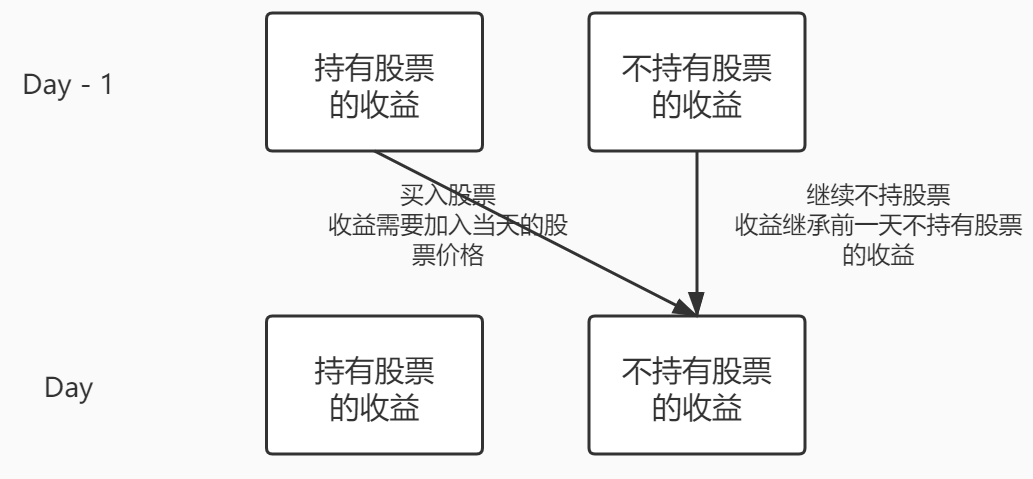 Day - 1
持有股票
的收益
不持有股票
的收益
买入股票
收益需要加入当天的股
票价格
继续不持股票
收益继承前一天不持有股票
的收益
Day
持有股票
的收益
不持有股票
的收益